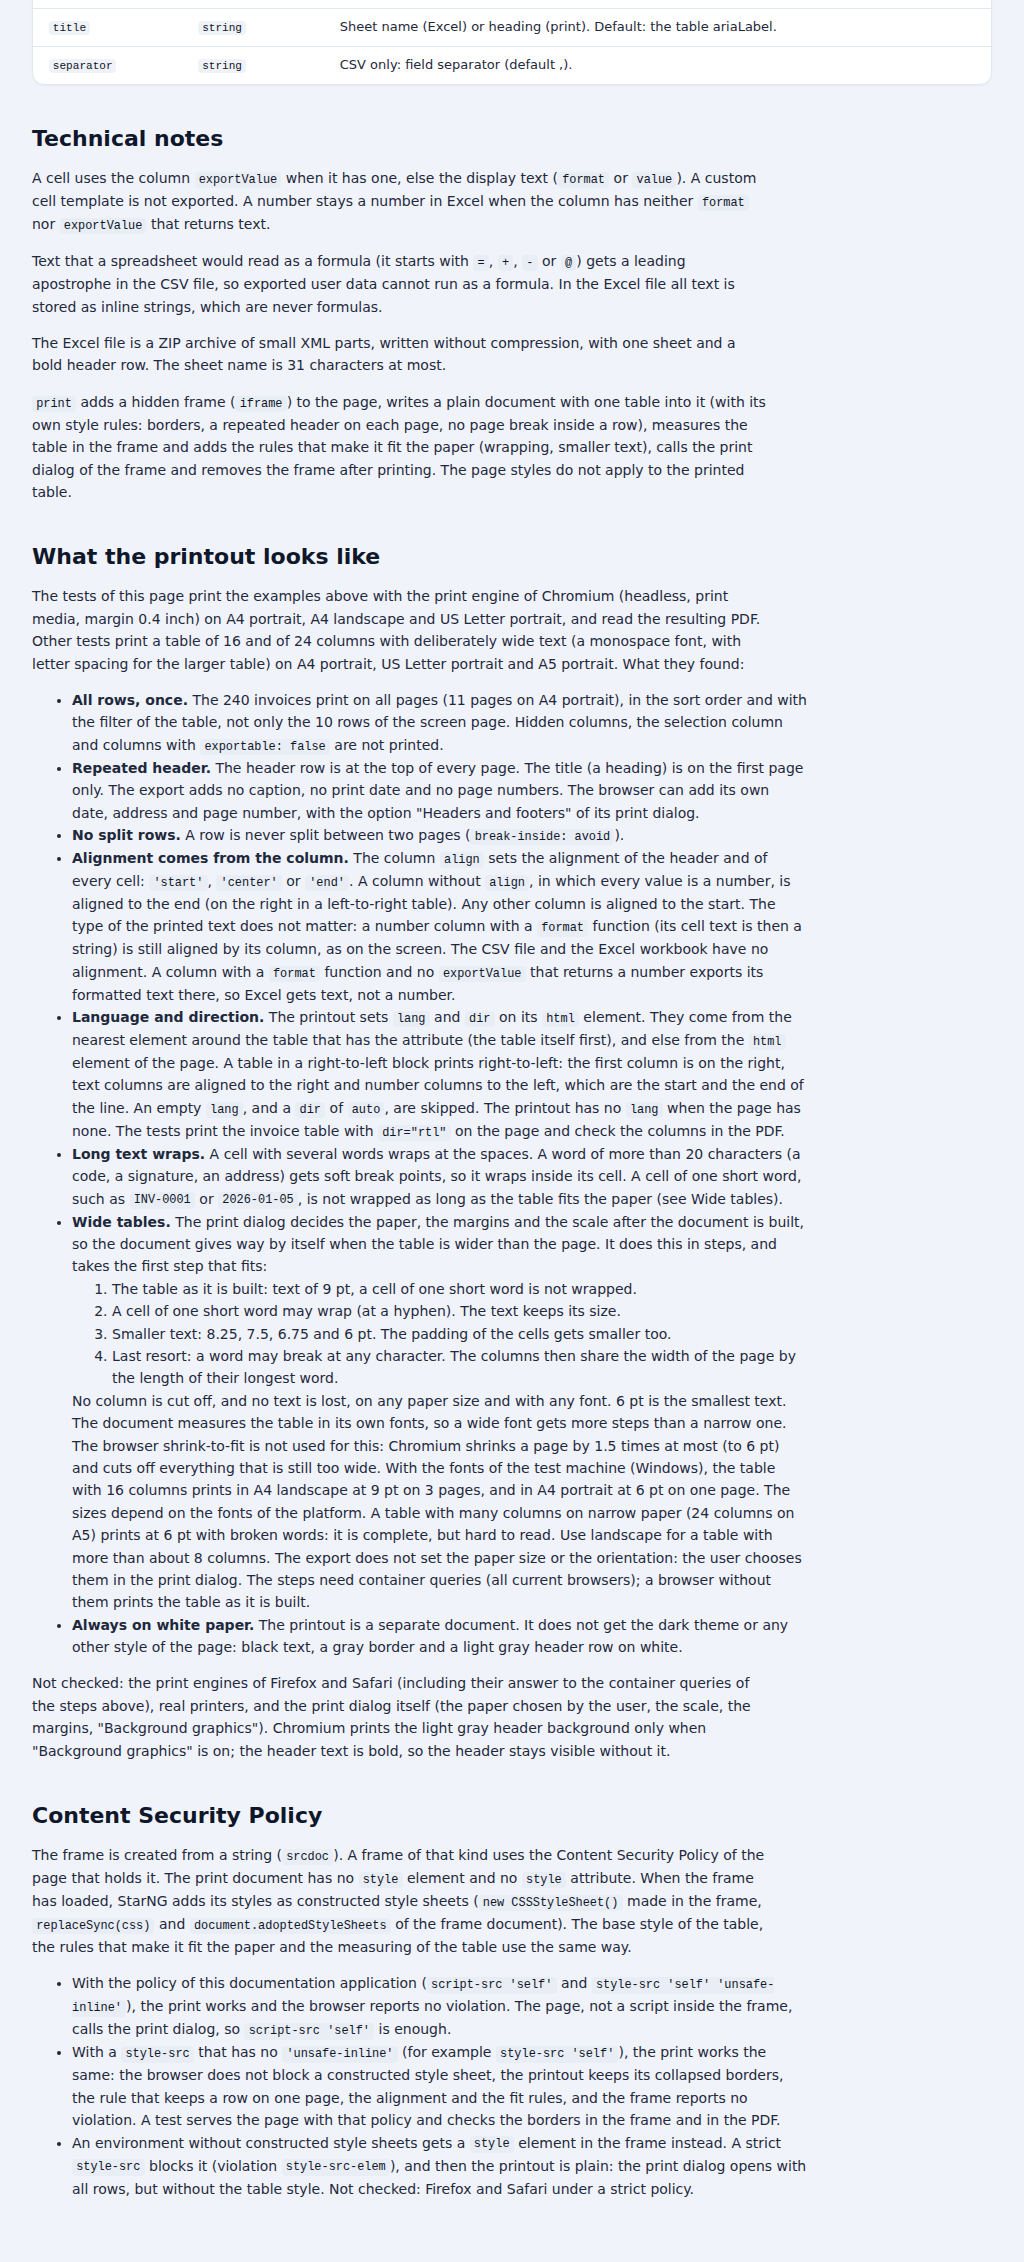 title string Sheet name (Excel) or heading (print). Default: the table ariaLabel.
separator string CSV only: field separator (default ,).
Technical notes
A cell uses the column exportValue when it has one, else the display text ( format or value ). A custom
cell template is not exported. A number stays a number in Excel when the column has neither format
nor exportValue that returns text.
Text that a spreadsheet would read as a formula (it starts with = , + , - or @ ) gets a leading
apostrophe in the CSV file, so exported user data cannot run as a formula. In the Excel file all text is
stored as inline strings, which are never formulas.
The Excel file is a ZIP archive of small XML parts, written without compression, with one sheet and a
bold header row. The sheet name is 31 characters at most.
print adds a hidden frame ( iframe ) to the page, writes a plain document with one table into it (with its
own style rules: borders, a repeated header on each page, no page break inside a row), measures the
table in the frame and adds the rules that make it fit the paper (wrapping, smaller text), calls the print
dialog of the frame and removes the frame after printing. The page styles do not apply to the printed
table.
What the printout looks like
The tests of this page print the examples above with the print engine of Chromium (headless, print
media, margin 0.4 inch) on A4 portrait, A4 landscape and US Letter portrait, and read the resulting PDF.
Other tests print a table of 16 and of 24 columns with deliberately wide text (a monospace font, with
letter spacing for the larger table) on A4 portrait, US Letter portrait and A5 portrait. What they found:
• All rows, once. The 240 invoices print on all pages (11 pages on A4 portrait), in the sort order and with
the filter of the table, not only the 10 rows of the screen page. Hidden columns, the selection column
and columns with exportable: false are not printed.
• Repeated header. The header row is at the top of every page. The title (a heading) is on the first page
only. The export adds no caption, no print date and no page numbers. The browser can add its own
date, address and page number, with the option "Headers and footers" of its print dialog.
• No split rows. A row is never split between two pages ( break-inside: avoid ).
• Alignment comes from the column. The column align sets the alignment of the header and of
every cell: 'start' , 'center' or 'end' . A column without align , in which every value is a number, is
aligned to the end (on the right in a left-to-right table). Any other column is aligned to the start. The
type of the printed text does not matter: a number column with a format function (its cell text is then a
string) is still aligned by its column, as on the screen. The CSV file and the Excel workbook have no
alignment. A column with a format function and no exportValue that returns a number exports its
formatted text there, so Excel gets text, not a number.
• Language and direction. The printout sets lang and dir on its html element. They come from the
nearest element around the table that has the attribute (the table itself first), and else from the html
element of the page. A table in a right-to-left block prints right-to-left: the first column is on the right,
text columns are aligned to the right and number columns to the left, which are the start and the end of
the line. An empty lang , and a dir of auto , are skipped. The printout has no lang when the page has
none. The tests print the invoice table with dir="rtl" on the page and check the columns in the PDF.
• Long text wraps. A cell with several words wraps at the spaces. A word of more than 20 characters (a
code, a signature, an address) gets soft break points, so it wraps inside its cell. A cell of one short word,
such as INV-0001 or 2026-01-05 , is not wrapped as long as the table fits the paper (see Wide tables).
• Wide tables. The print dialog decides the paper, the margins and the scale after the document is built,
so the document gives way by itself when the table is wider than the page. It does this in steps, and
takes the first step that fits:
1. The table as it is built: text of 9 pt, a cell of one short word is not wrapped.
2. A cell of one short word may wrap (at a hyphen). The text keeps its size.
3. Smaller text: 8.25, 7.5, 6.75 and 6 pt. The padding of the cells gets smaller too.
4. Last resort: a word may break at any character. The columns then share the width of the page by
the length of their longest word.
No column is cut off, and no text is lost, on any paper size and with any font. 6 pt is the smallest text.
The document measures the table in its own fonts, so a wide font gets more steps than a narrow one.
The browser shrink-to-fit is not used for this: Chromium shrinks a page by 1.5 times at most (to 6 pt)
and cuts off everything that is still too wide. With the fonts of the test machine (Windows), the table
with 16 columns prints in A4 landscape at 9 pt on 3 pages, and in A4 portrait at 6 pt on one page. The
sizes depend on the fonts of the platform. A table with many columns on narrow paper (24 columns on
A5) prints at 6 pt with broken words: it is complete, but hard to read. Use landscape for a table with
more than about 8 columns. The export does not set the paper size or the orientation: the user chooses
them in the print dialog. The steps need container queries (all current browsers); a browser without
them prints the table as it is built.
• Always on white paper. The printout is a separate document. It does not get the dark theme or any
other style of the page: black text, a gray border and a light gray header row on white.
Not checked: the print engines of Firefox and Safari (including their answer to the container queries of
the steps above), real printers, and the print dialog itself (the paper chosen by the user, the scale, the
margins, "Background graphics"). Chromium prints the light gray header background only when
"Background graphics" is on; the header text is bold, so the header stays visible without it.
Content Security Policy
The frame is created from a string ( srcdoc ). A frame of that kind uses the Content Security Policy of the
page that holds it. The print document has no style element and no style attribute. When the frame
has loaded, StarNG adds its styles as constructed style sheets ( new CSSStyleSheet() made in the frame,
replaceSync(css) and document.adoptedStyleSheets of the frame document). The base style of the table,
the rules that make it fit the paper and the measuring of the table use the same way.
• With the policy of this documentation application ( script-src 'self' and style-src 'self' 'unsafe-
inline' ), the print works and the browser reports no violation. The page, not a script inside the frame,
calls the print dialog, so script-src 'self' is enough.
• With a style-src that has no 'unsafe-inline' (for example style-src 'self' ), the print works the
same: the browser does not block a constructed style sheet, the printout keeps its collapsed borders,
the rule that keeps a row on one page, the alignment and the fit rules, and the frame reports no
violation. A test serves the page with that policy and checks the borders in the frame and in the PDF.
• An environment without constructed style sheets gets a style element in the frame instead. A strict
style-src blocks it (violation style-src-elem ), and then the printout is plain: the print dialog opens with
all rows, but without the table style. Not checked: Firefox and Safari under a strict policy.